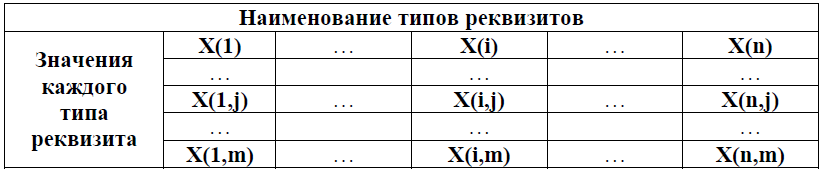 Наименование типов реквизитов
Значения каждого типа реквизита
X(1) ... X(i) ... X(n)
... ... ...
X(1,j) ... X(i,j) ... X(n,j)
... ... ...
X(1,m) ... X(i,m) ... X(n,m)